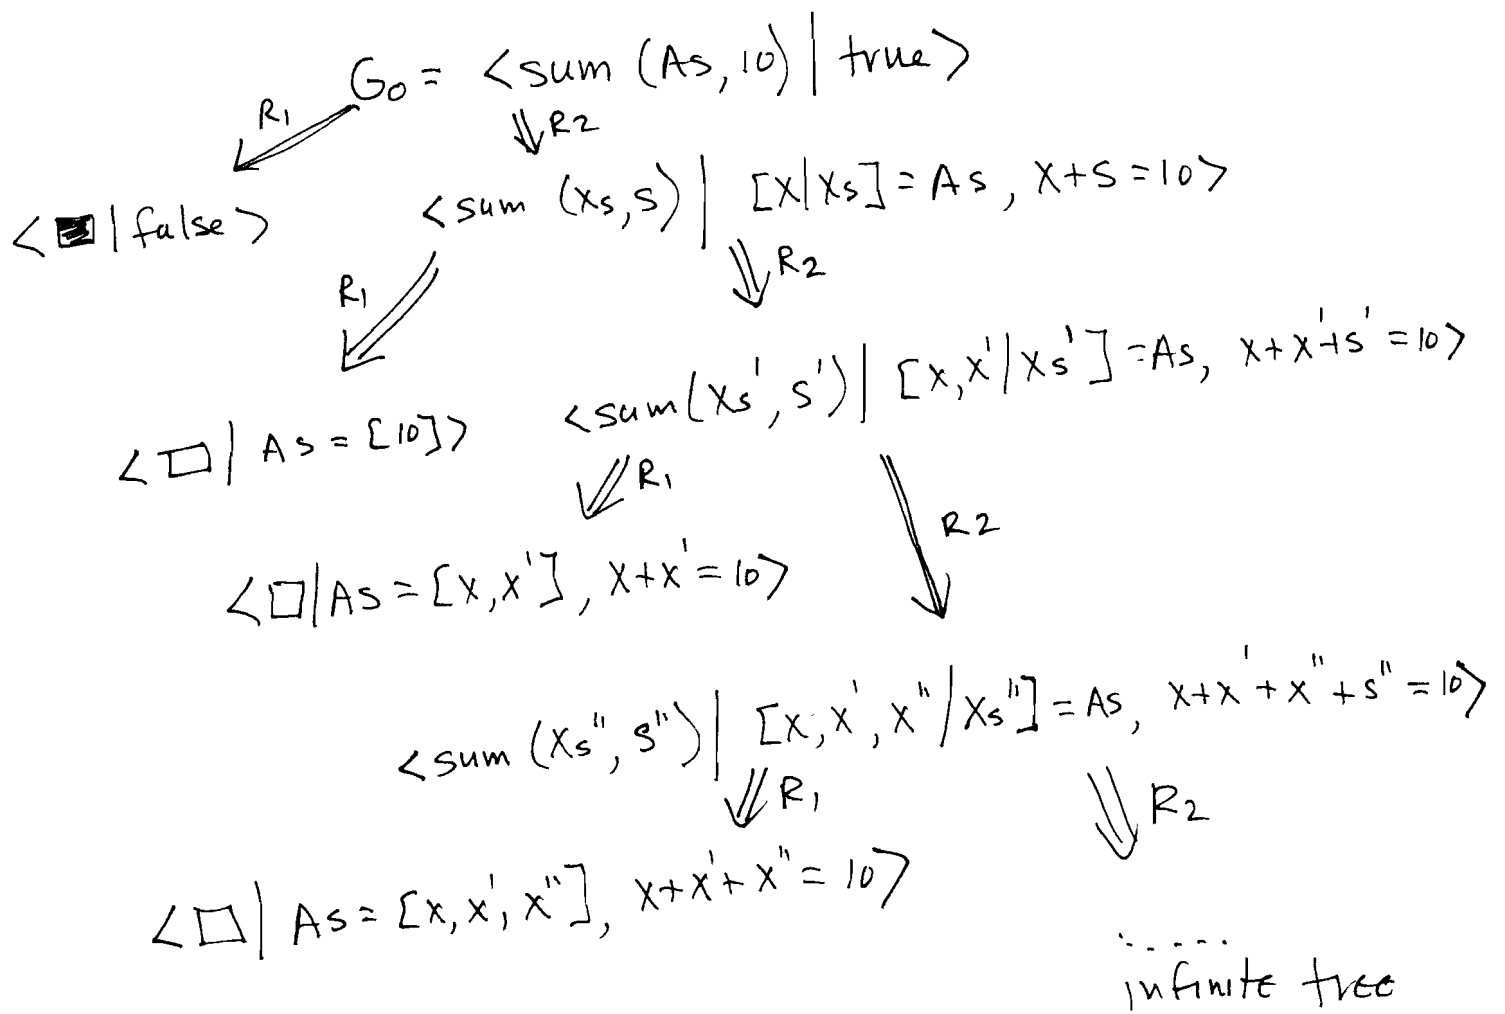 G₀ = <sum (As, 10) | true>
R₁
R2
<■ | false>
<sum (Xs, S) | [X|Xs] = As, X+S = 10>
R₁
R2
<□ | As = [10]>
<sum (Xs', S') | [X, X' | Xs'] = As, X+X'+S' = 10>
R₁
R2
<□ | As = [X, X'], X+X' = 10>
<sum (Xs", S") | [X, X', X" | Xs"] = As, X+X'+X"+S" = 10>
R₁
R2
<□ | As = [X, X', X"], X+X'+X" = 10>
.....
infinite tree